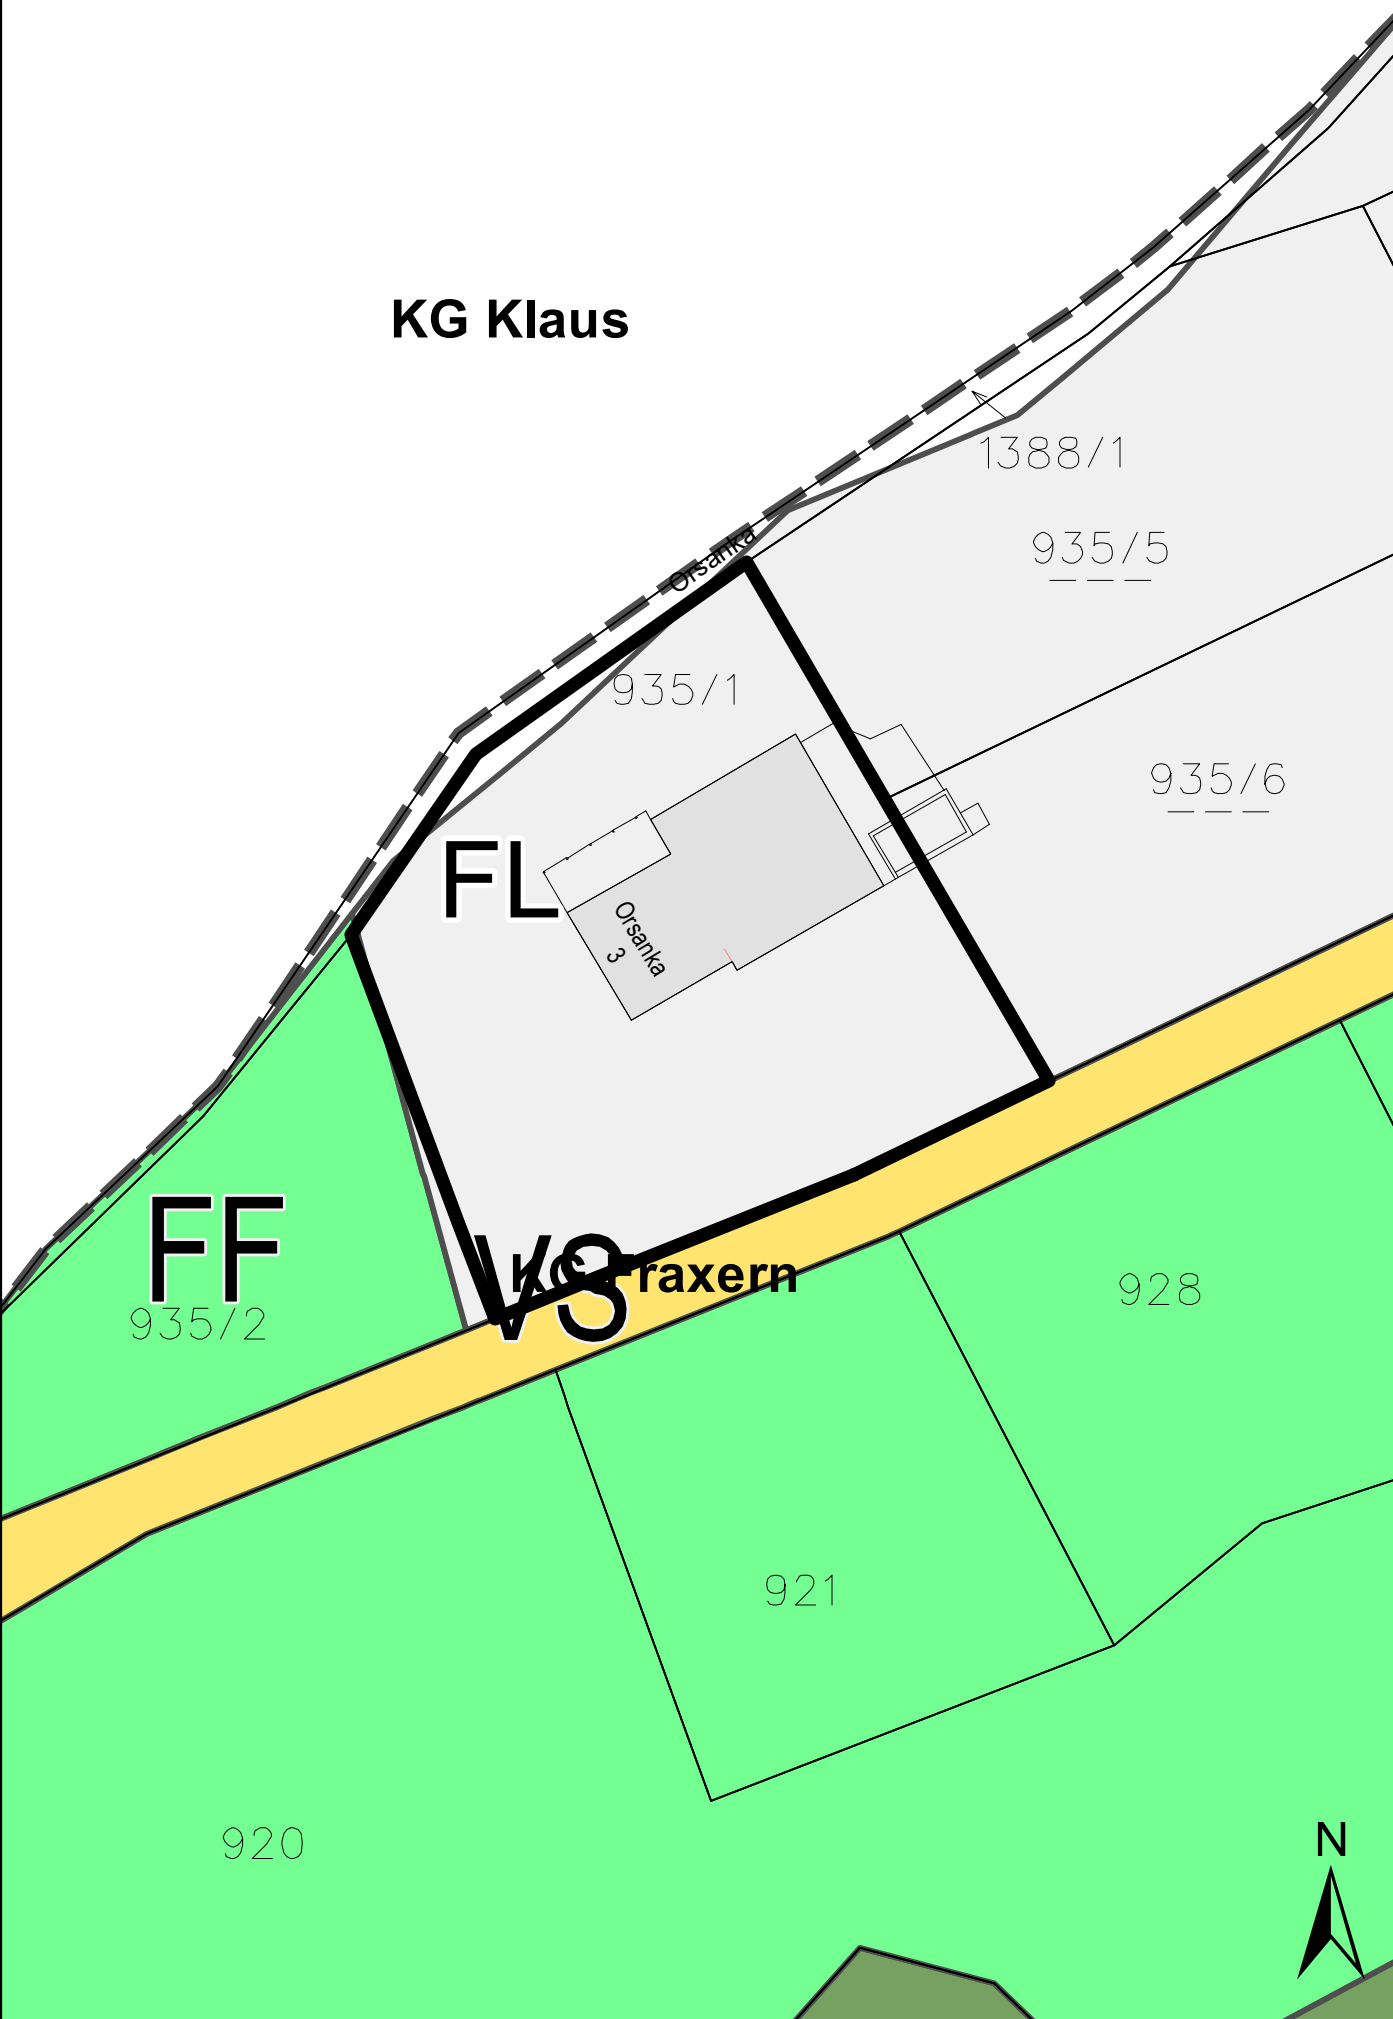 KG Klaus
1388/1
935/5
Orsanka
935/1
935/6
FL
Orsanka
3
FF
VS
KG Fraxern
935/2
928
921
920
N